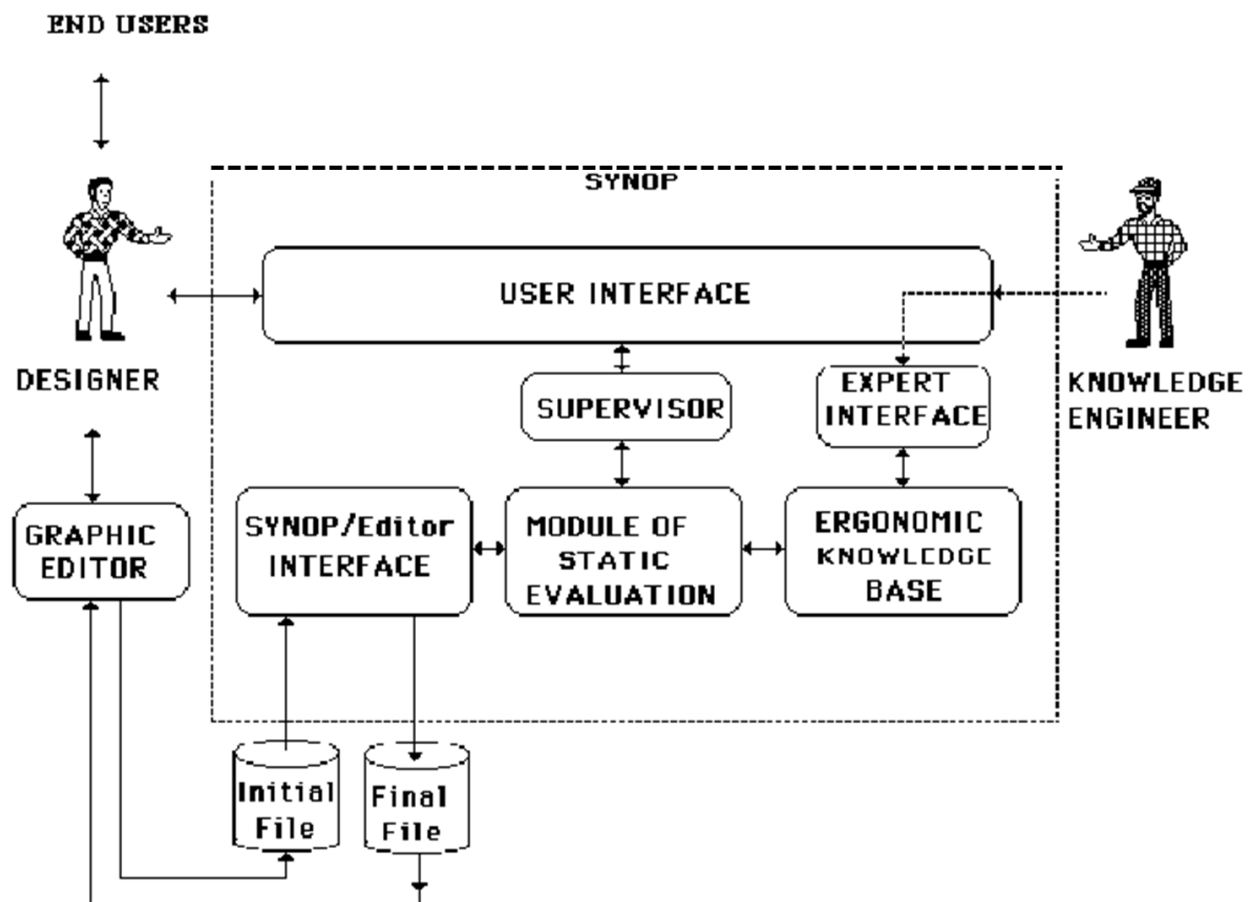 END USERS
SYNOP
USER INTERFACE
DESIGNER
SUPERVISOR
EXPERT
INTERFACE
KNOWLEDGE
ENGINEER
GRAPHIC
EDITOR
SYNOP/Editor
INTERFACE
MODULE OF
STATIC
EVALUATION
ERGONOMIC
KNOWLEDGE
BASE
Initial
File
Final
File